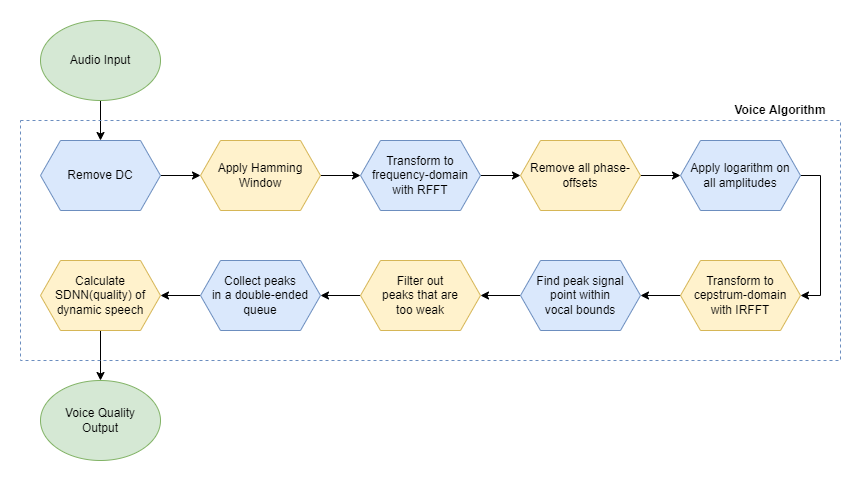 Audio Input
Voice Algorithm
Remove DC
Apply Hamming
Window
Transform to
frequency-domain
with RFFT
Remove all phase-
offsets
Apply logarithm on
all amplitudes
Calculate
SDNN(quality) of
dynamic speech
Collect peaks
in a double-ended
queue
Filter out
peaks that are
too weak
Find peak signal
point within
vocal bounds
Transform to
cepstrum-domain
with IRFFT
Voice Quality
Output